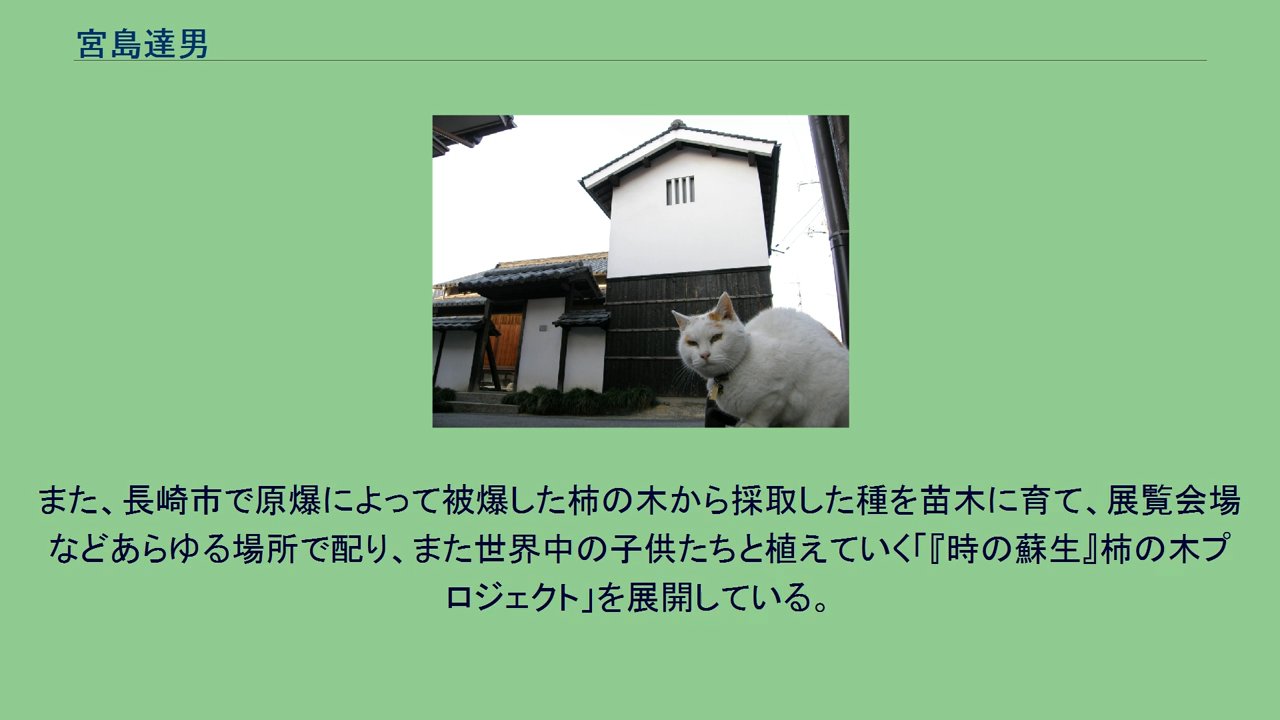 宮島達男
また、長崎市で原爆によって被爆した柿の木から採取した種を苗木に育て、展覧会場
などあらゆる場所で配り、また世界中の子供たちと植えていく「『時の蘇生』柿の木プ
ロジェクト」を展開している。